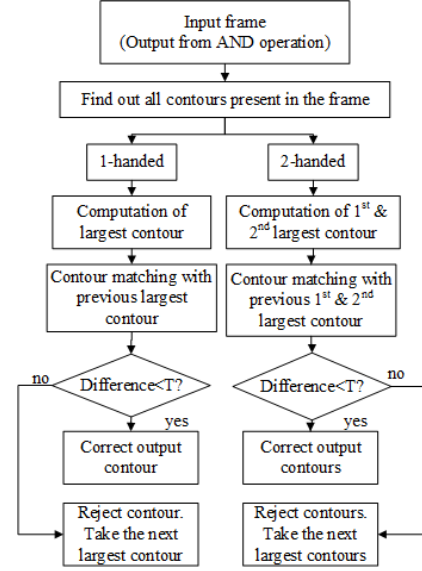 Input frame
(Output from AND operation)
Find out all contours present in the frame
1-handed
2-handed
Computation of
largest contour
Computation of 1st &
2nd largest contour
Contour matching with
previous largest
contour
Contour matching with
previous 1st & 2nd
largest contour
no
Difference<T?
yes
Difference<T?
no
yes
Correct output
contour
Correct output
contours
Reject contour.
Take the next
largest contour
Reject contours.
Take the next
largest contours